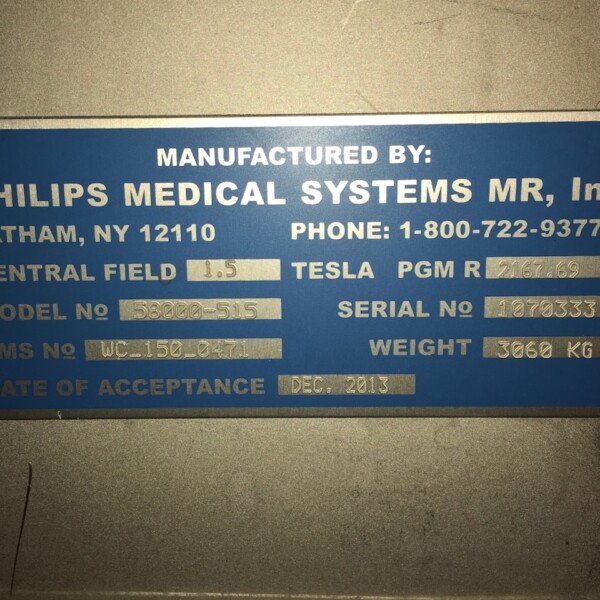 MANUFACTURED BY:
HILIPS MEDICAL SYSTEMS MR, In
ATHAM, NY 12110 PHONE: 1-800-722-9377
ENTRAL FIELD 1.5 TESLA PGM R 2167.69
ODEL Nº 58000-515 SERIAL Nº 1070333
MS Nº WC_150_0471 WEIGHT 3060 KG
ATE OF ACCEPTANCE DEC. 2013